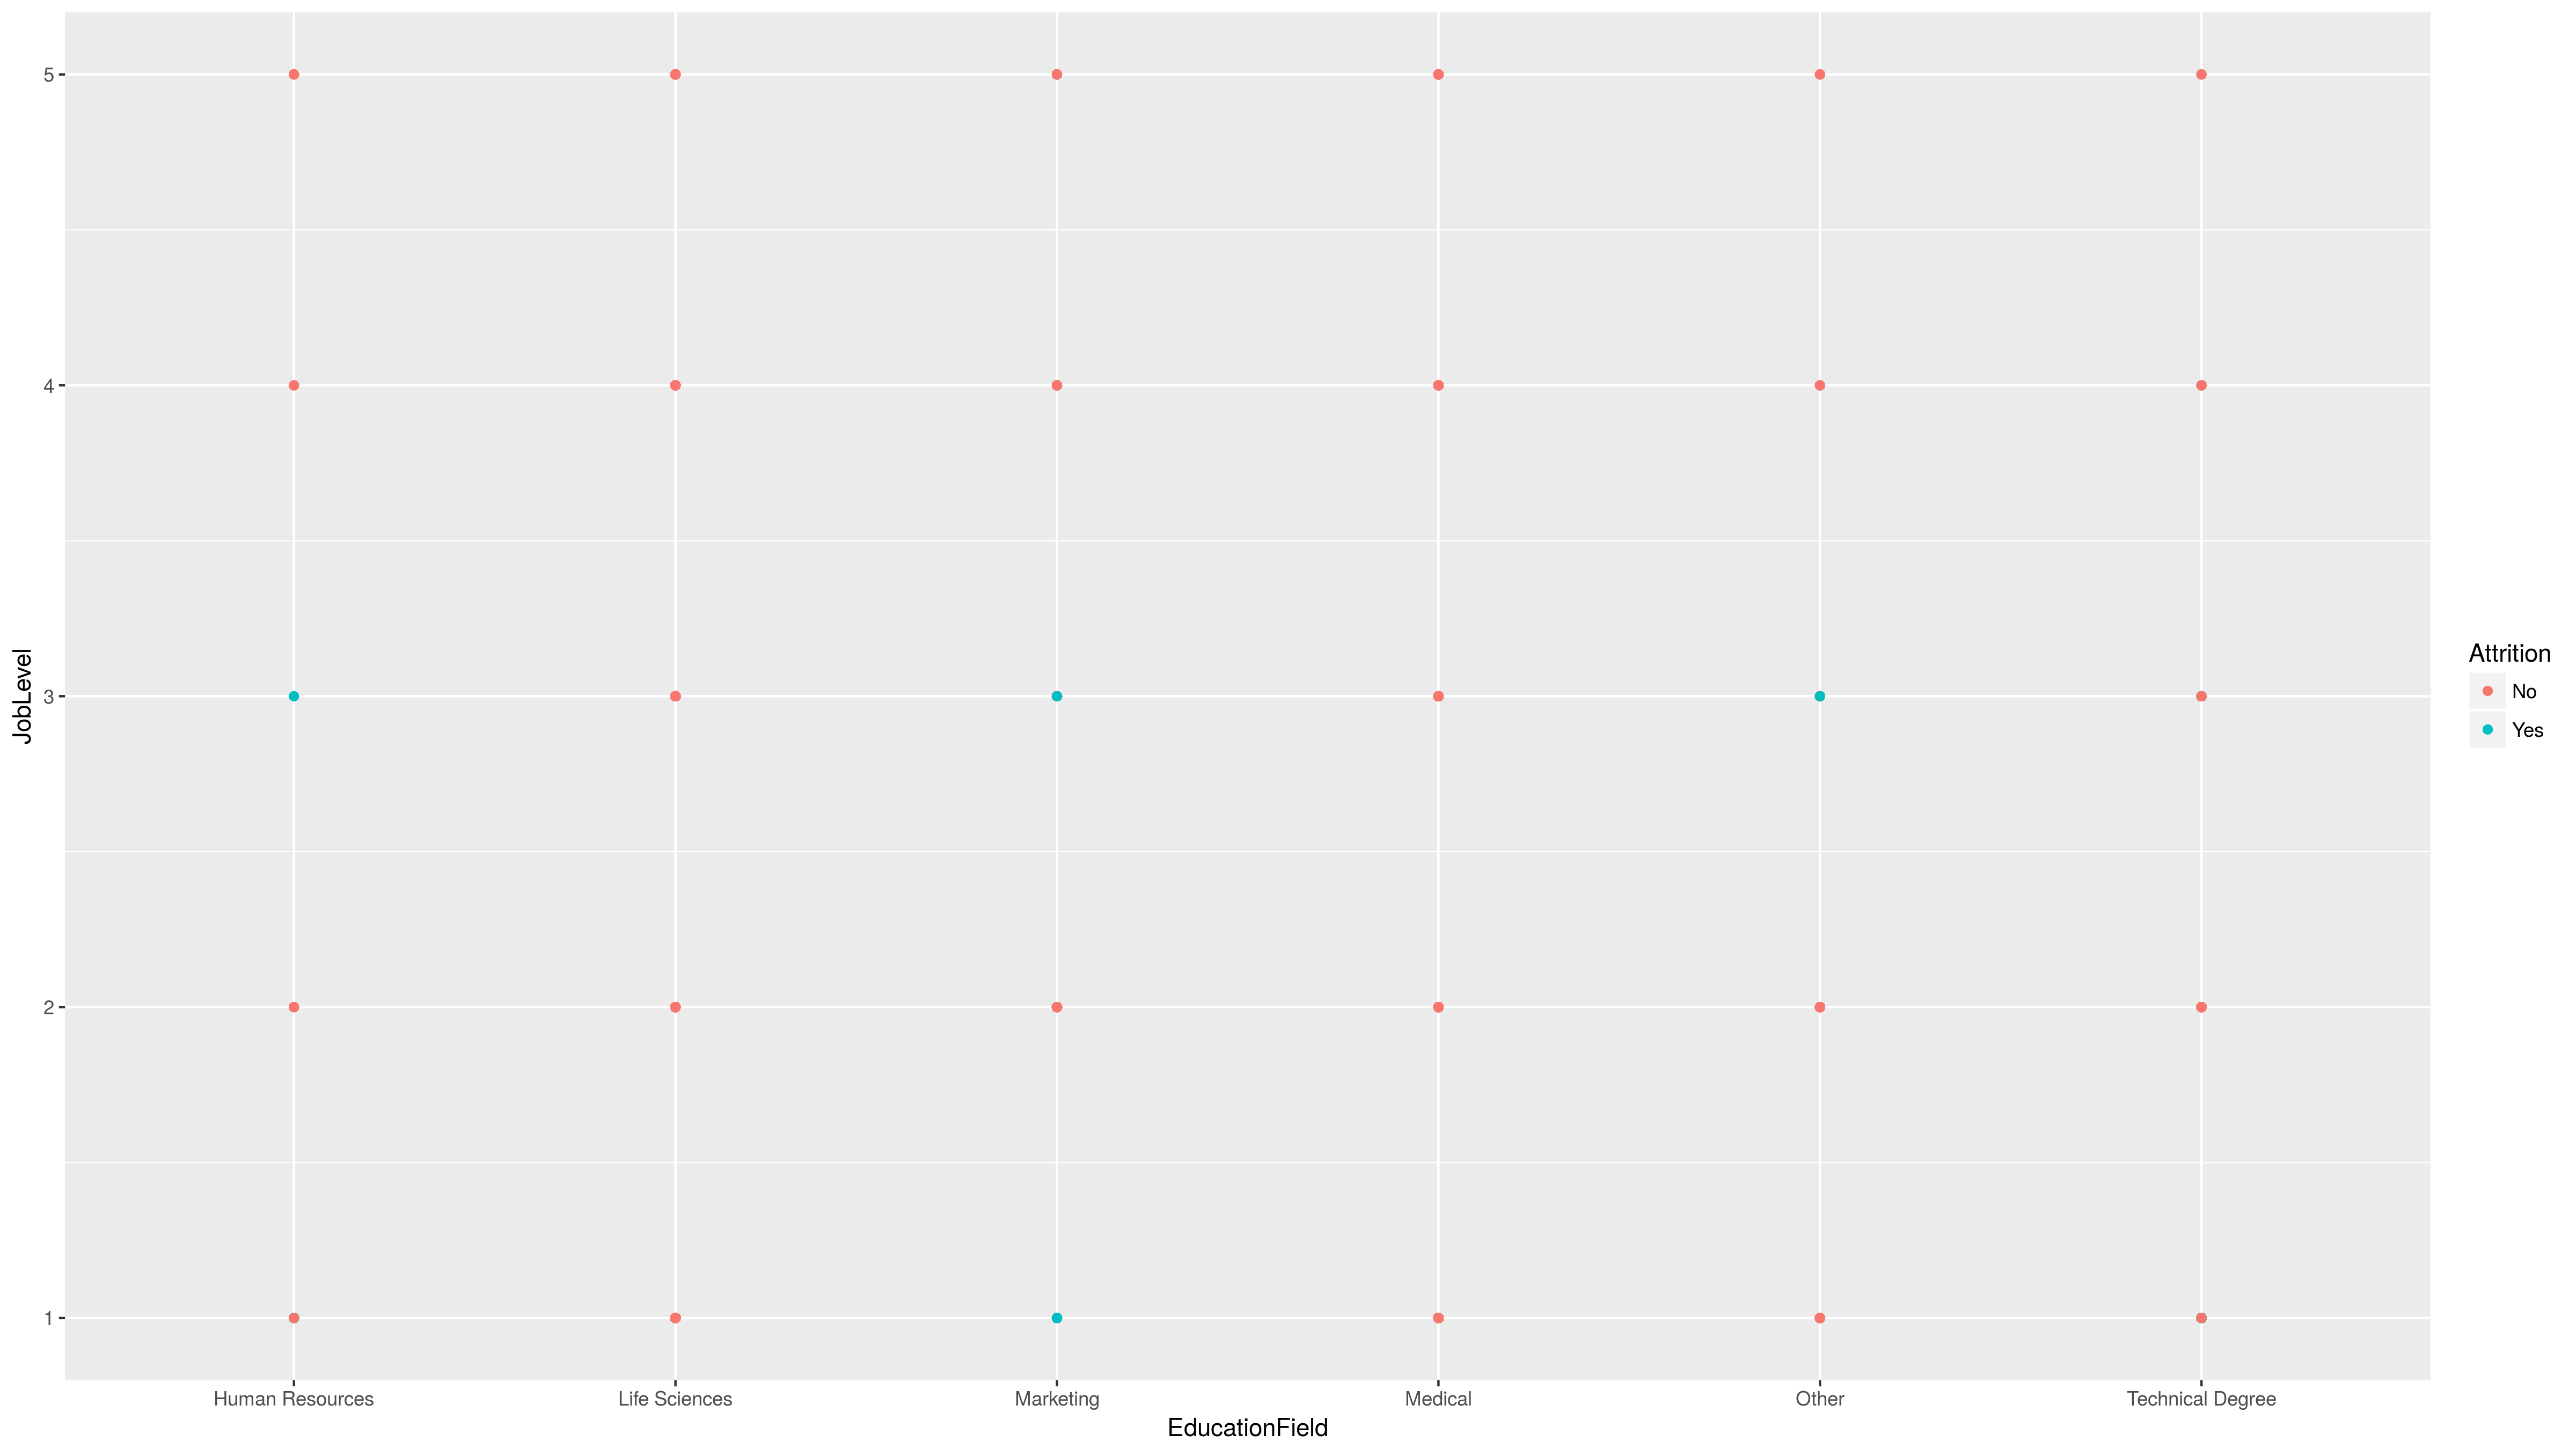 5
4
3
2
1
JobLevel
Human Resources
Life Sciences
Marketing
Medical
Other
Technical Degree
EducationField
Attrition
No
Yes